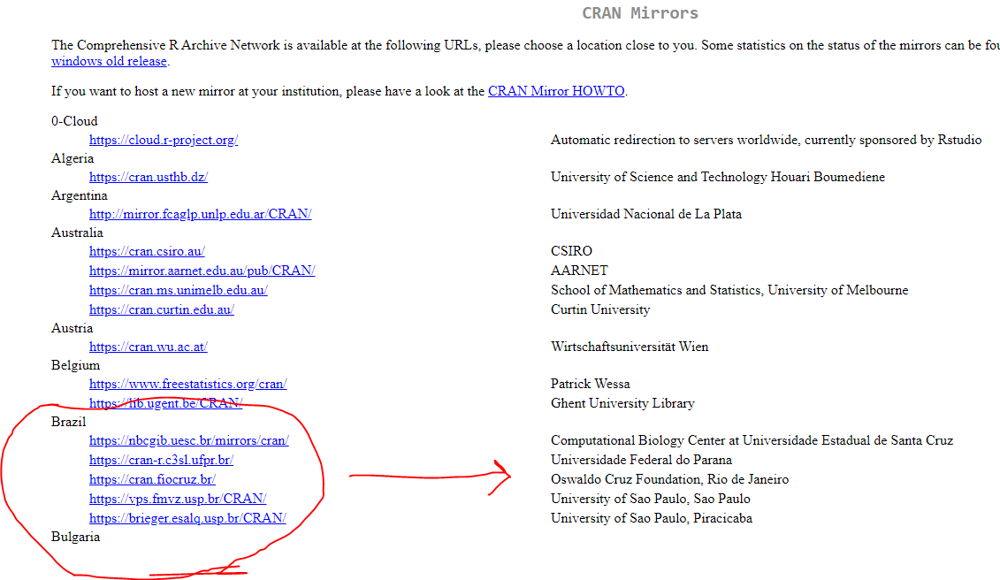 CRAN Mirrors
The Comprehensive R Archive Network is available at the following URLs, please choose a location close to you. Some statistics on the status of the mirrors can be
windows old release.
If you want to host a new mirror at your institution, please have a look at the CRAN Mirror HOWTO.
0-Cloud
https://cloud.r-project.org/ Automatic redirection to servers worldwide, currently sponsored by Rstudio
Algeria
https://cran.usthb.dz/ University of Science and Technology Houari Boumediene
Argentina
http://mirror.fcaglp.unlp.edu.ar/CRAN/ Universidad Nacional de La Plata
Australia
https://cran.csiro.au/ CSIRO
https://mirror.aarnet.edu.au/pub/CRAN/ AARNET
https://cran.ms.unimelb.edu.au/ School of Mathematics and Statistics, University of Melbourne
https://cran.curtin.edu.au/ Curtin University
Austria
https://cran.wu.ac.at/ Wirtschaftsuniversität Wien
Belgium
https://www.freestatistics.org/cran/ Patrick Wessa
https://lib.ugent.be/CRAN/ Ghent University Library
Brazil
https://nbcgib.uesc.br/mirrors/cran/ Computational Biology Center at Universidade Estadual de Santa Cruz
https://cran-r.c3sl.ufpr.br/ Universidade Federal do Parana
https://cran.fiocruz.br/ Oswaldo Cruz Foundation, Rio de Janeiro
https://vps.fmvz.usp.br/CRAN/ University of Sao Paulo, Sao Paulo
https://brieger.esalq.usp.br/CRAN/ University of Sao Paulo, Piracicaba
Bulgaria